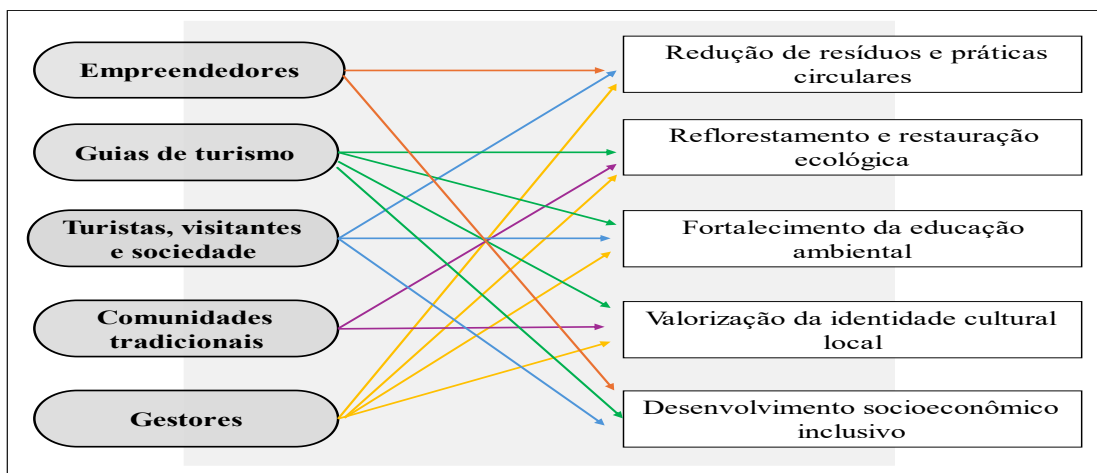 Empreendedores
Guias de turismo
Turistas, visitantes
e sociedade
Comunidades
tradicionais
Gestores
Redução de resíduos e práticas
circulares
Reflorestamento e restauração
ecológica
Fortalecimento da educação
ambiental
Valorização da identidade cultural
local
Desenvolvimento socioeconômico
inclusivo